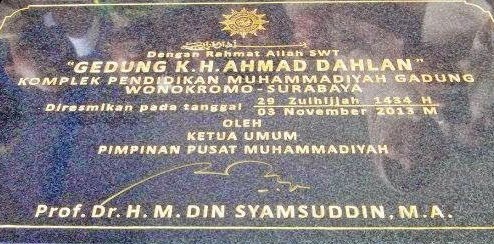 Dengan Rahmat Allah SWT
"GEDUNG K.H. AHMAD DAHLAN"
KOMPLEK PENDIDIKAN MUHAMMADIYAH GADUNG
WONOKROMO - SURABAYA
Diresmikan pada tanggal 29 Zulhijjah 1434 H
03 November 2013 M
OLEH
KETUA UMUM
PIMPINAN PUSAT MUHAMMADIYAH
Prof. Dr. H. M. DIN SYAMSUDDIN, M.A.